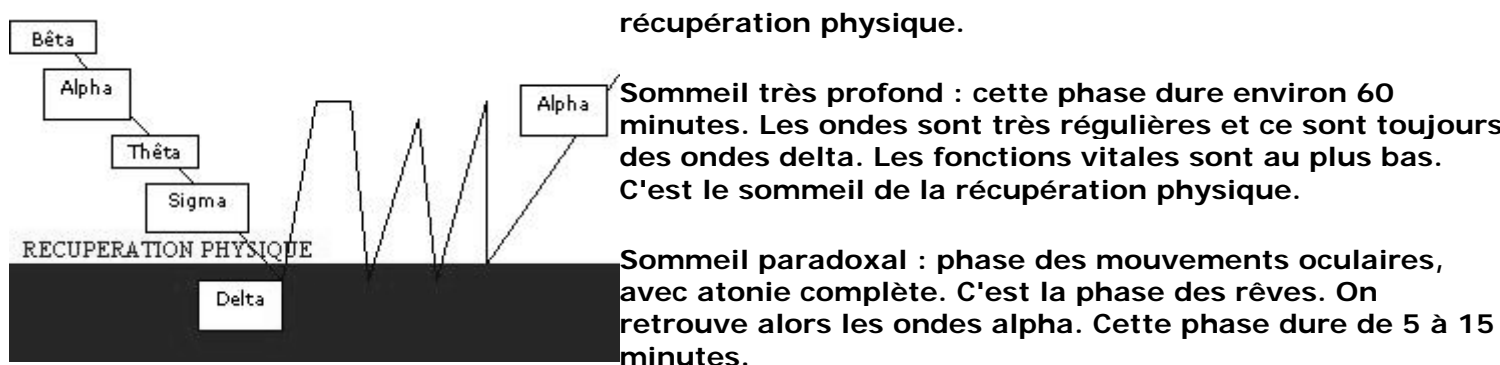 Bêta
Alpha
Thêta
Sigma
RECUPERATION PHYSIQUE
Delta
Alpha
récupération physique.
Sommeil très profond : cette phase dure environ 60
minutes. Les ondes sont très régulières et ce sont toujours
des ondes delta. Les fonctions vitales sont au plus bas.
C'est le sommeil de la récupération physique.
Sommeil paradoxal : phase des mouvements oculaires,
avec atonie complète. C'est la phase des rêves. On
retrouve alors les ondes alpha. Cette phase dure de 5 à 15
minutes.